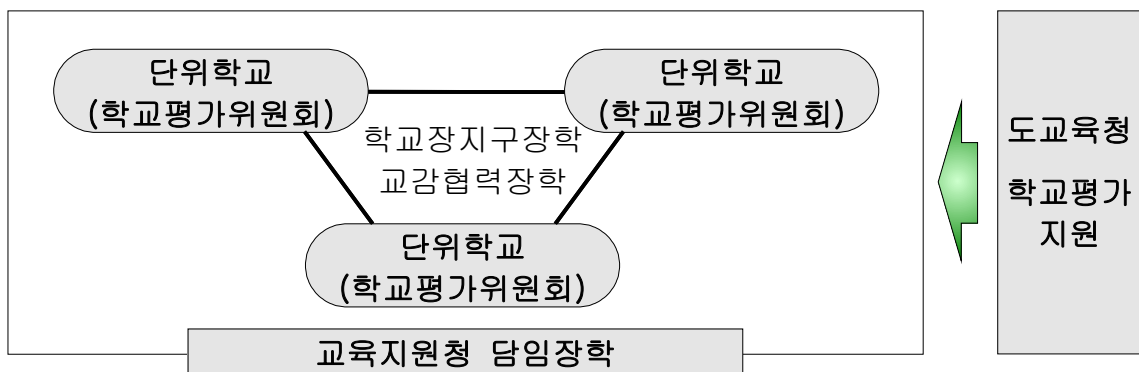 단위학교
(학교평가위원회)
단위학교
(학교평가위원회)
학교장지구장학
교감협력장학
단위학교
(학교평가위원회)
교육지원청 담임장학
도교육청
학교평가
지원